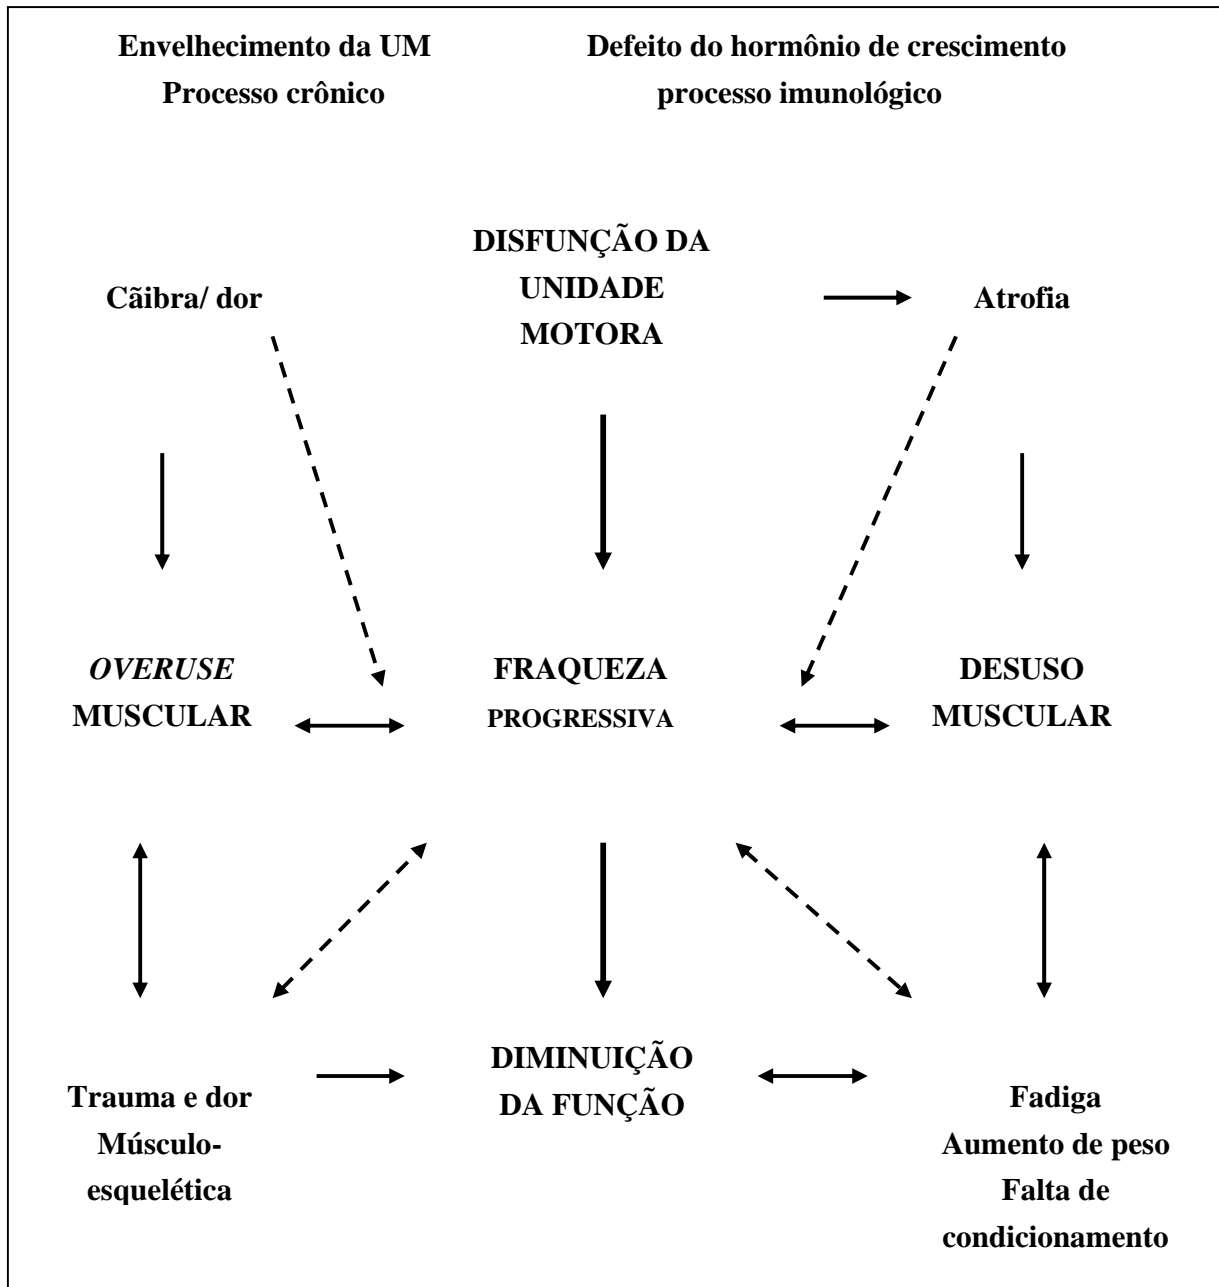 Envelhecimento da UM
Processo crônico
Defeito do hormônio de crescimento
processo imunológico
DISFUNÇÃO DA
UNIDADE
MOTORA
Cãibra/ dor
Atrofia
OVERUSE
MUSCULAR
FRAQUEZA
PROGRESSIVA
DESUSO
MUSCULAR
Trauma e dor
Músculo-
esquelética
DIMINUIÇÃO
DA FUNÇÃO
Fadiga
Aumento de peso
Falta de
condicionamento